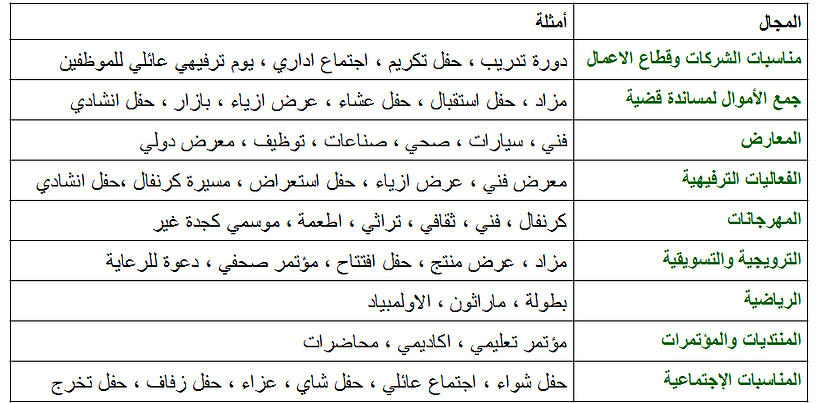 المجال أمثلة
مناسبات الشركات وقطاع الاعمال دورة تدريب ، حفل تكريم ، اجتماع اداري ، يوم ترفيهي عائلي للموظفين
جمع الأموال لمساندة قضية مزاد ، حفل استقبال ، حفل عشاء ، عرض ازياء ، بازار ، حفل انشادي
المعارض فني ، سيارات ، صحي ، صناعات ، توظيف ، معرض دولي
الفعاليات الترفيهية معرض فني ، عرض ازياء ، حفل استعراض ، مسيرة كرنفال ،حفل انشادي
المهرجانات كرنفال ، فني ، ثقافي ، تراثي ، اطعمة ، موسمي كجدة غير
الترويجية والتسويقية مزاد ، عرض منتج ، حفل افتتاح ، مؤتمر صحفي ، دعوة للرعاية
الرياضية بطولة ، ماراثون ، الاولمبياد
المنتديات والمؤتمرات مؤتمر تعليمي ، اكاديمي ، محاضرات
المناسبات الإجتماعية حفل شواء ، اجتماع عائلي ، حفل شاي ، عزاء ، حفل زفاف ، حفل تخرج